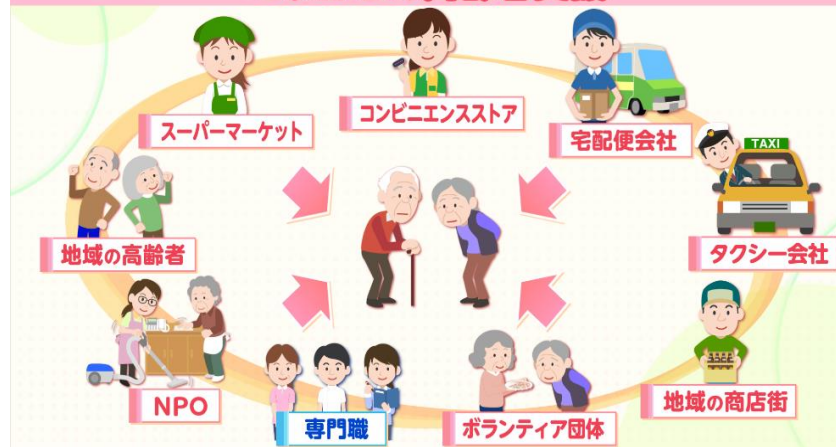 スーパーマーケット
コンビニエンスストア
宅配便会社
TAXI
地域の高齢者
タクシー会社
NPO
専門職
ボランティア団体
地域の商店街